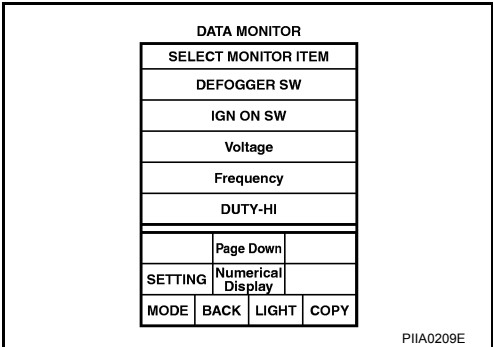 DATA MONITOR
SELECT MONITOR ITEM
DEFOGGER SW
IGN ON SW
Voltage
Frequency
DUTY-HI
Page Down
SETTING Numerical
Display
MODE BACK LIGHT COPY
PIIA0209E